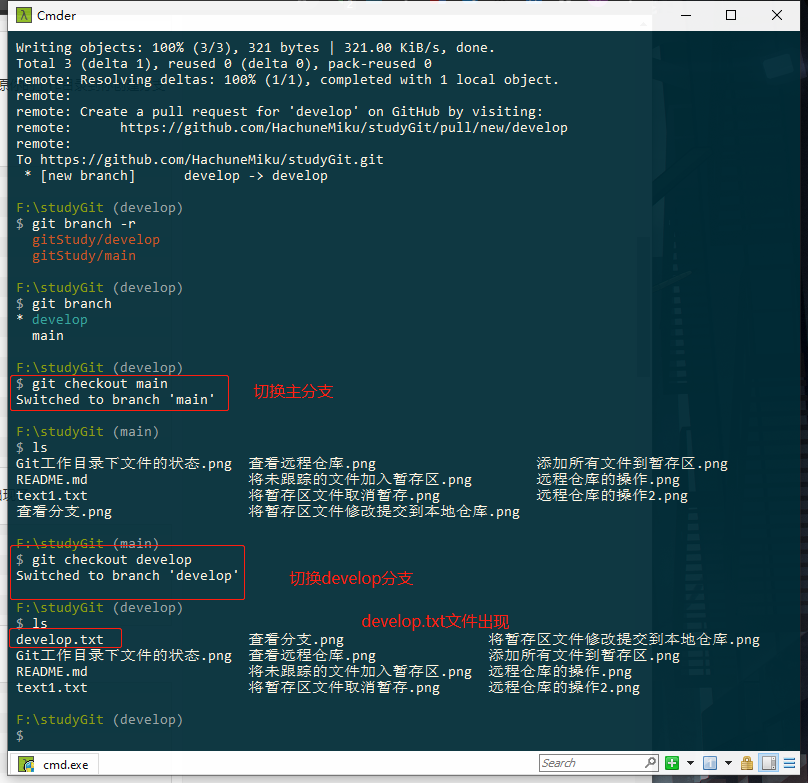 Cmder
Writing objects: 100% (3/3), 321 bytes | 321.00 KiB/s, done.
Total 3 (delta 1), reused 0 (delta 0), pack-reused 0
remote: Resolving deltas: 100% (1/1), completed with 1 local object.
remote:
remote: Create a pull request for 'develop' on GitHub by visiting:
remote:      https://github.com/HachuneMiku/studyGit/pull/new/develop
remote:
To https://github.com/HachuneMiku/studyGit.git
 * [new branch]      develop -> develop
F:\studyGit (develop)
$ git branch -r
  gitStudy/develop
  gitStudy/main
F:\studyGit (develop)
$ git branch
* develop
  main
F:\studyGit (develop)
$ git checkout main
切换主分支
Switched to branch 'main'
F:\studyGit (main)
$ ls
Git工作目录下文件的状态.png  查看远程仓库.png  添加所有文件到暂存区.png
README.md  将未跟踪的文件加入暂存区.png  远程仓库的操作.png
text1.txt  将暂存区文件取消暂存.png  远程仓库的操作2.png
查看分支.png  将暂存区文件修改提交到本地仓库.png
F:\studyGit (main)
$ git checkout develop
Switched to branch 'develop'
切换develop分支
F:\studyGit (develop)
$ ls
develop.txt文件出现
develop.txt  查看分支.png  将暂存区文件修改提交到本地仓库.png
Git工作目录下文件的状态.png  查看远程仓库.png  添加所有文件到暂存区.png
README.md  将未跟踪的文件加入暂存区.png  远程仓库的操作.png
text1.txt  将暂存区文件取消暂存.png  远程仓库的操作2.png
F:\studyGit (develop)
$
cmd.exe
Search